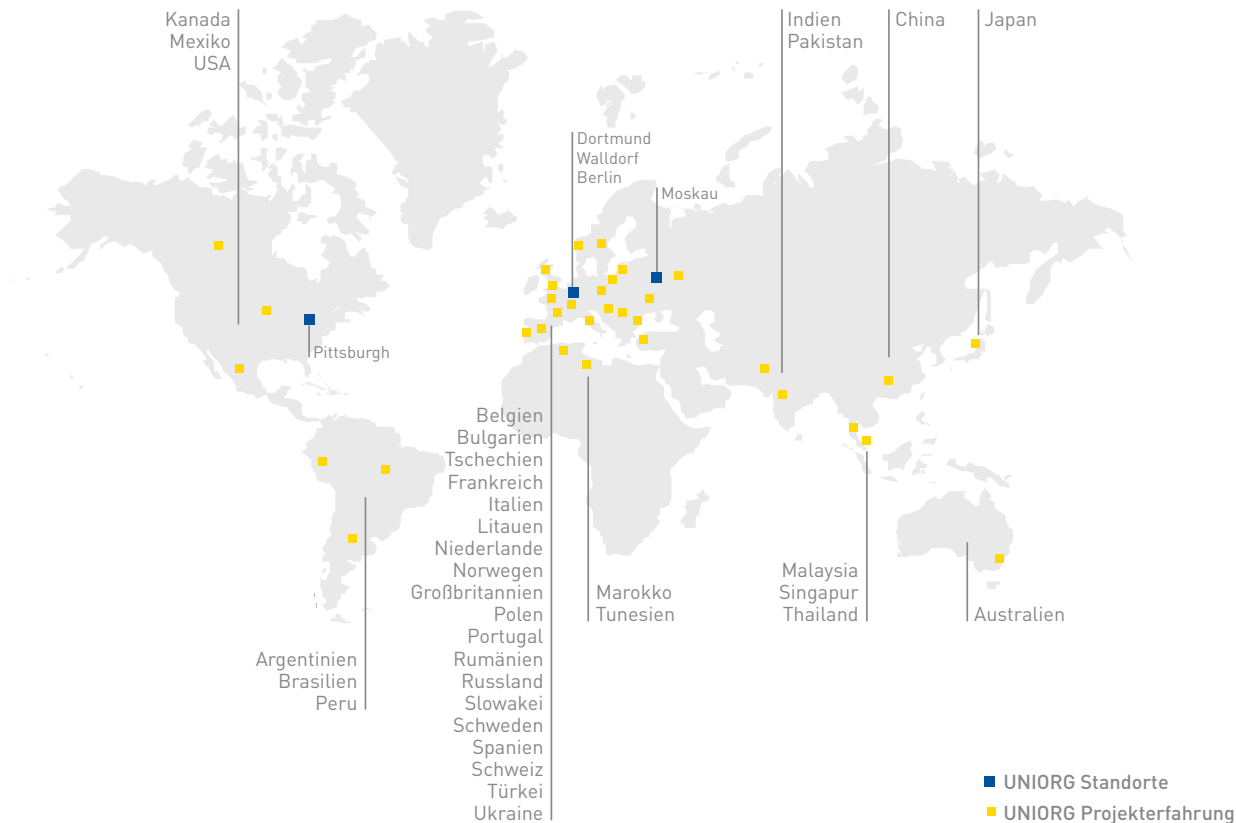 Kanada
Mexiko
USA
Indien
Pakistan
China
Japan
Dortmund
Walldorf
Berlin
Moskau
Pittsburgh
Belgien
Bulgarien
Tschechien
Frankreich
Italien
Litauen
Niederlande
Norwegen
Großbritannien
Polen
Portugal
Rumänien
Russland
Slowakei
Schweden
Spanien
Schweiz
Türkei
Ukraine
Marokko
Tunesien
Malaysia
Singapur
Thailand
Australien
Argentinien
Brasilien
Peru
UNIORG Standorte
UNIORG Projekterfahrung